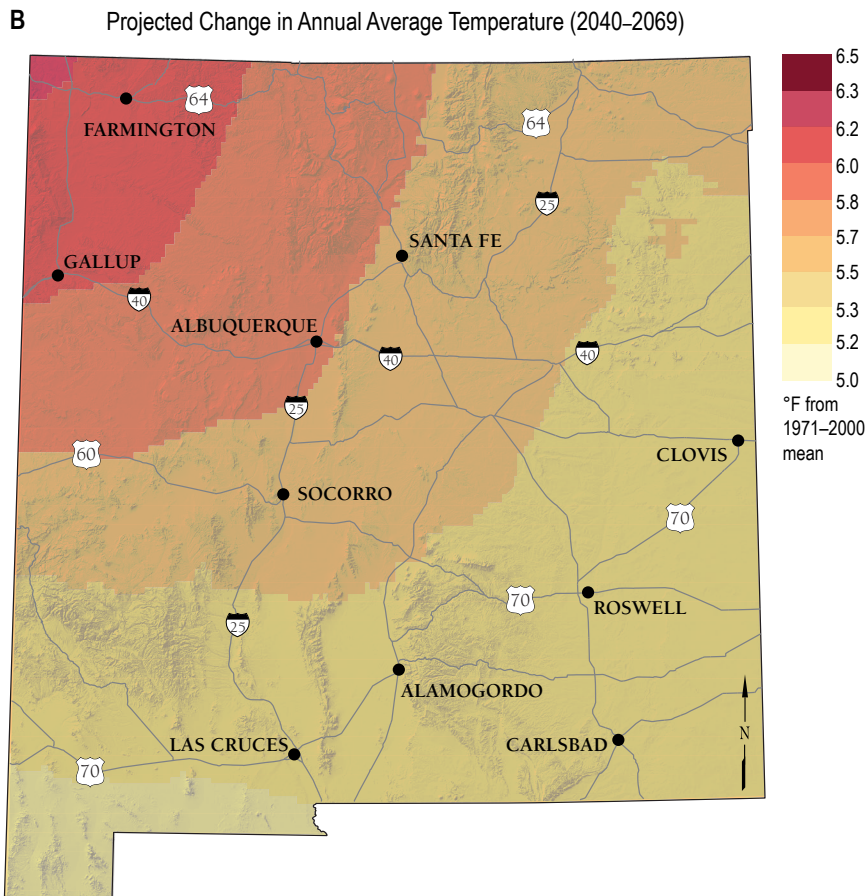 B
Projected Change in Annual Average Temperature (2040–2069)
64
FARMINGTON
64
25
SANTA FE
GALLUP
40
ALBUQUERQUE
40
40
25
60
CLOVIS
SOCORRO
70
70
ROSWELL
25
ALAMOGORDO
LAS CRUCES
CARLSBAD
70
N
6.5
6.3
6.2
6.0
5.8
5.7
5.5
5.3
5.2
5.0
°F from
1971–2000
mean